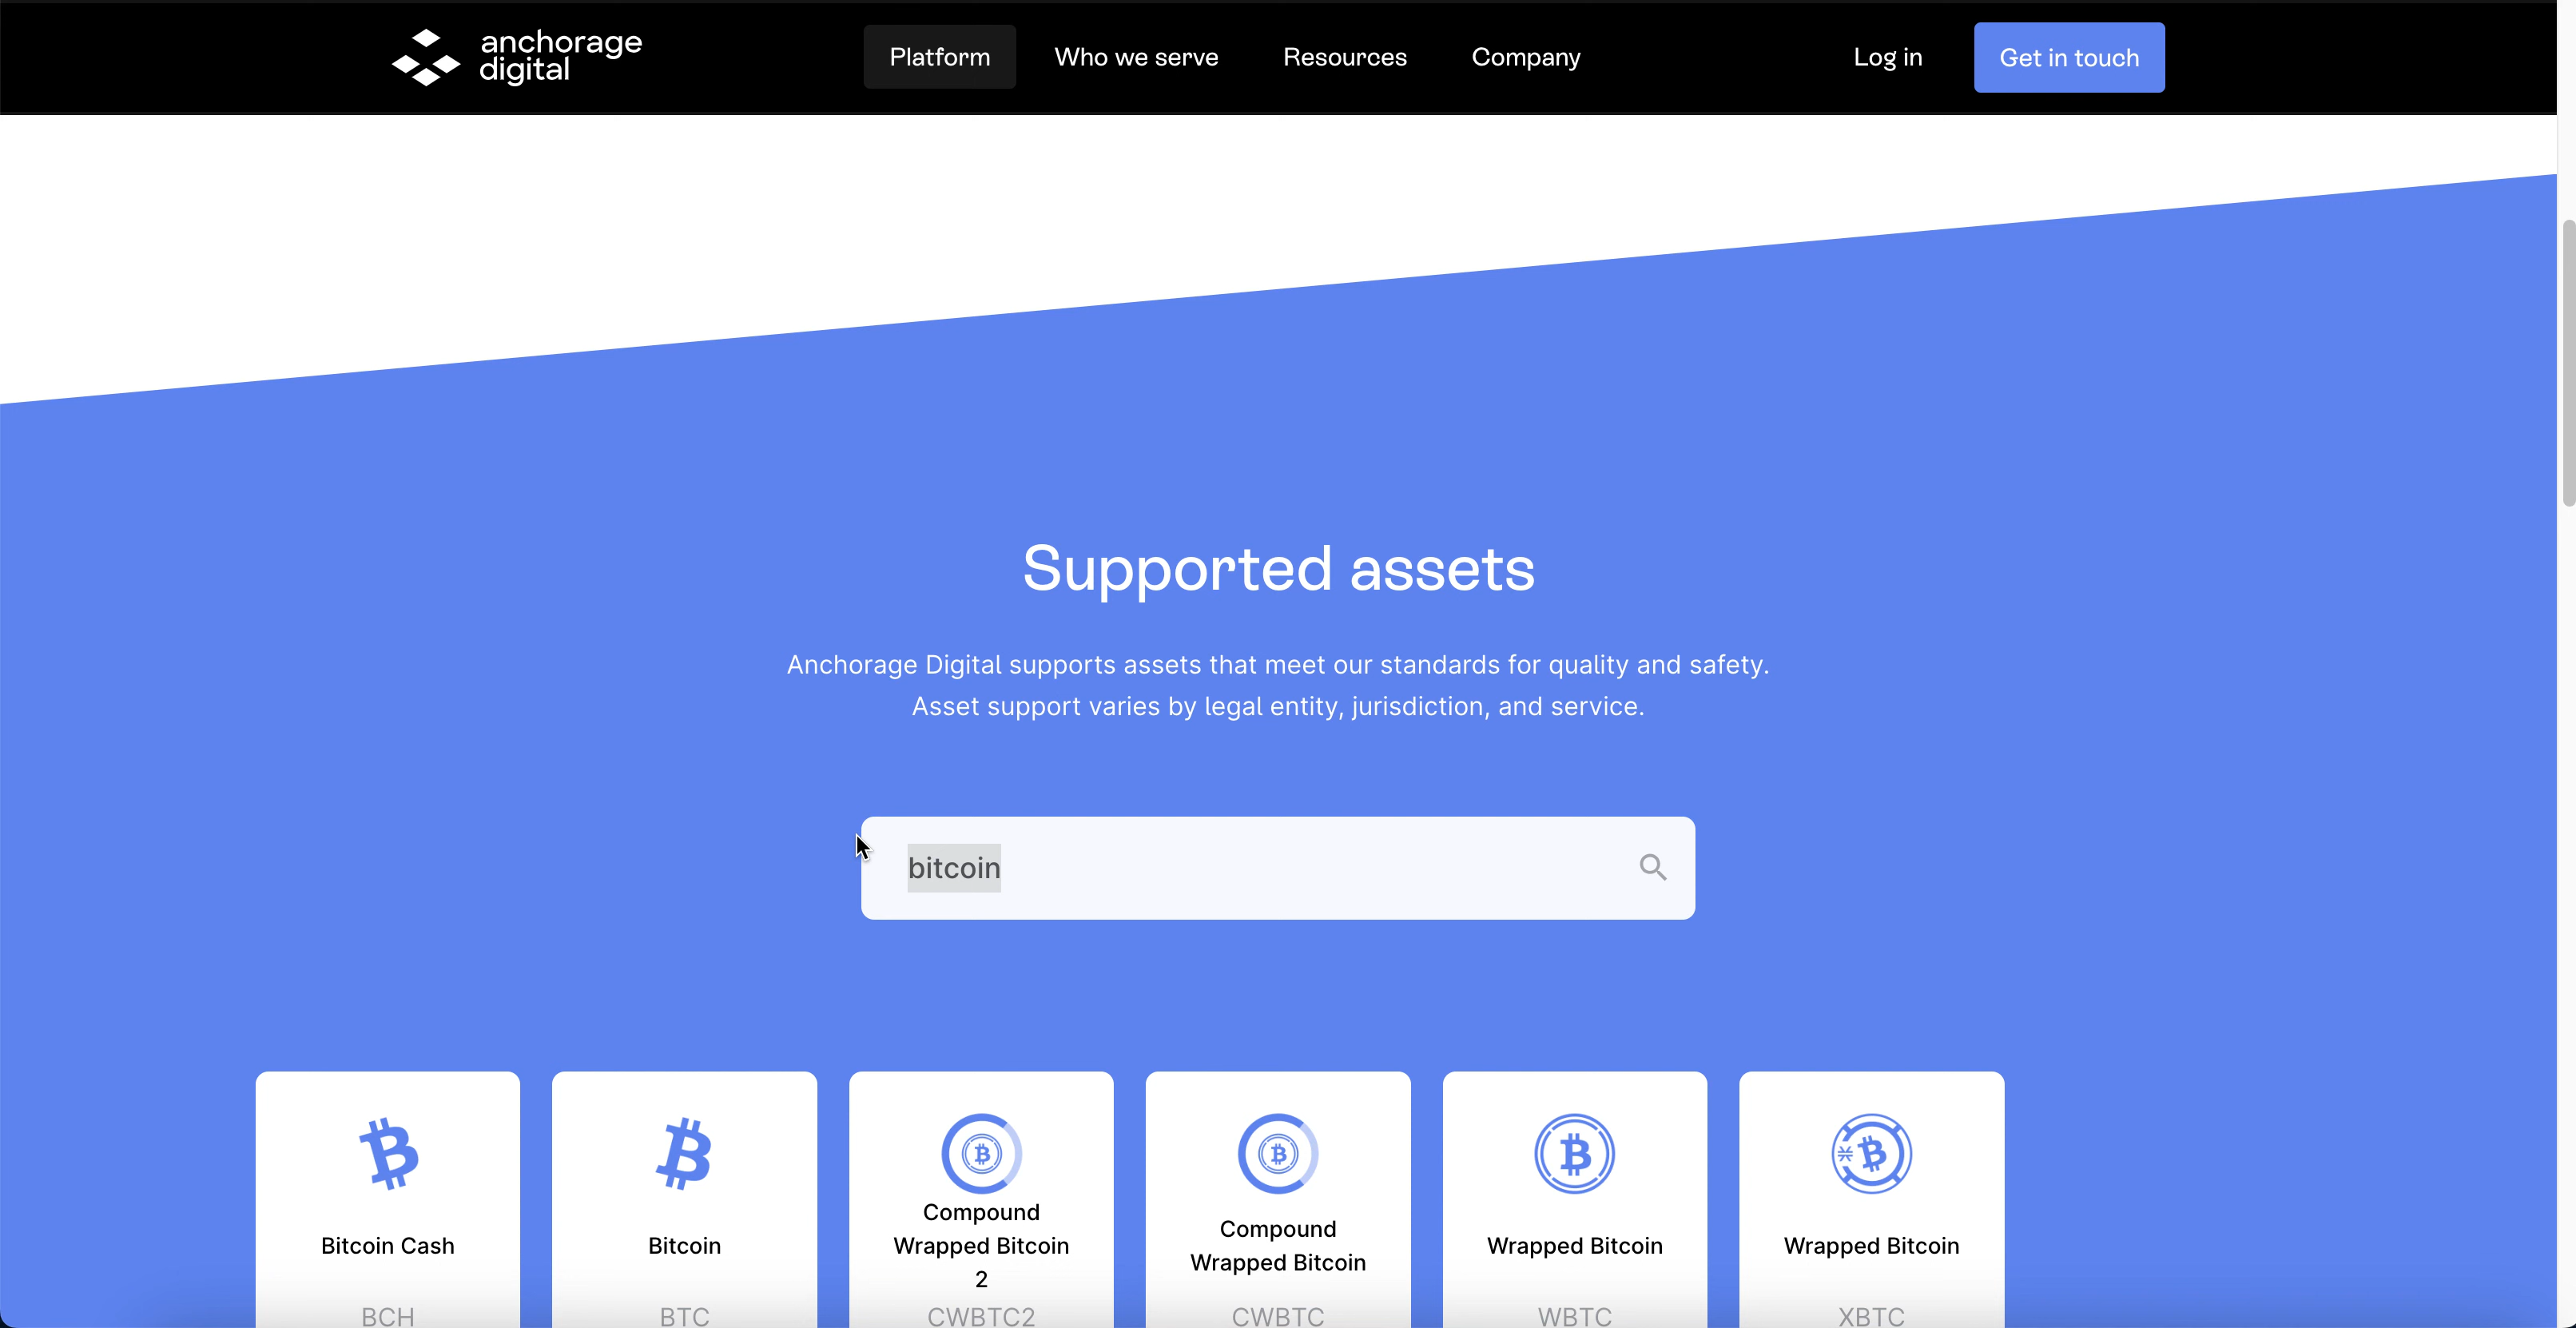 anchorage
digital
Platform
Who we serve
Resources
Company
Log in
Get in touch
Supported assets
Anchorage Digital supports assets that meet our standards for quality and safety.
Asset support varies by legal entity, jurisdiction, and service.
bitcoin
Bitcoin Cash
BCH
Bitcoin
BTC
Compound
Wrapped Bitcoin
2
CWBTC2
Compound
Wrapped Bitcoin
CWBTC
Wrapped Bitcoin
WBTC
Wrapped Bitcoin
XBTC